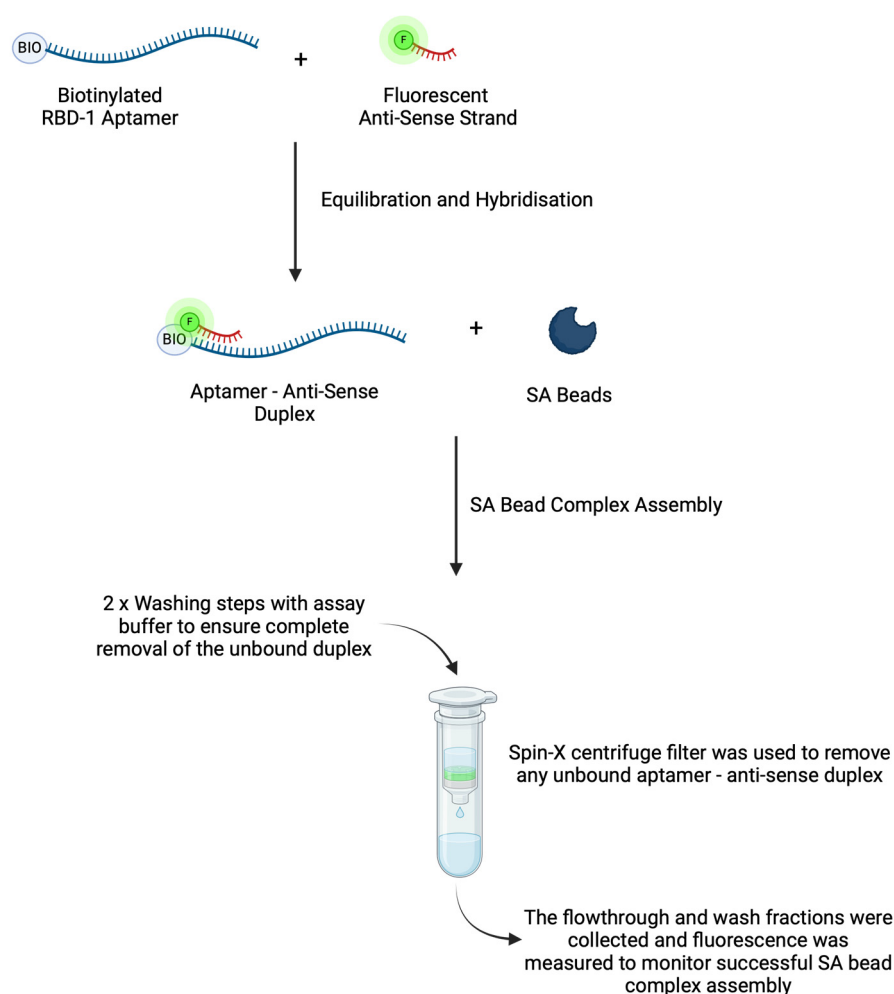 BIO
F
+
Biotinylated
RBD-1 Aptamer
Fluorescent
Anti-Sense Strand
Equilibration and Hybridisation
F
BIO
+
Aptamer - Anti-Sense
Duplex
SA Beads
SA Bead Complex Assembly
2 x Washing steps with assay
buffer to ensure complete
removal of the unbound duplex
Spin-X centrifuge filter was used to remove
any unbound aptamer - anti-sense duplex
The flowthrough and wash fractions were
collected and fluorescence was
measured to monitor successful SA bead
complex assembly